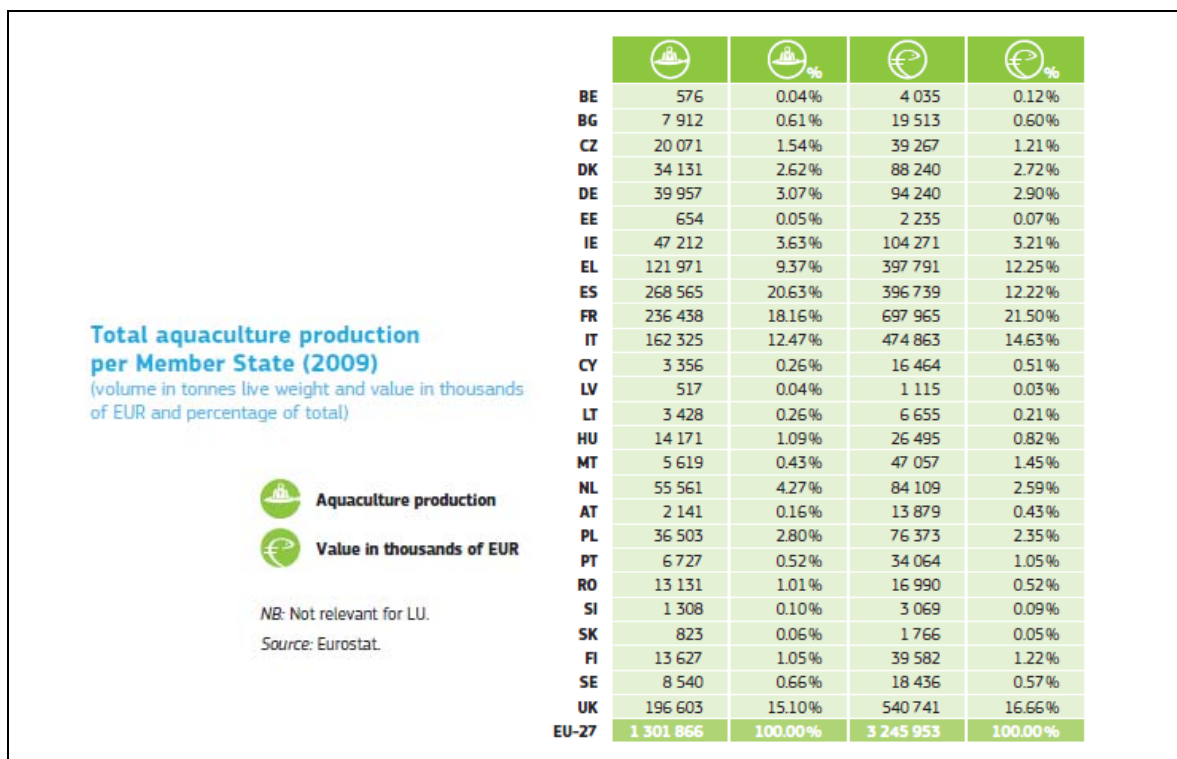 % %
BE 576 0.04% 4 035 0.12%
BG 7 912 0.61% 19 513 0.60%
CZ 20 071 1.54% 39 267 1.21%
DK 34 131 2.62% 88 240 2.72%
DE 39 957 3.07% 94 240 2.90%
EE 654 0.05% 2 235 0.07%
IE 47 212 3.63% 104 271 3.21%
EL 121 971 9.37% 397 791 12.25%
ES 268 565 20.63% 396 739 12.22%
FR 236 438 18.16% 697 965 21.50%
IT 162 325 12.47% 474 863 14.63%
CY 3 356 0.26% 16 464 0.51%
LV 517 0.04% 1 115 0.03%
LT 3 428 0.26% 6 655 0.21%
HU 14 171 1.09% 26 495 0.82%
MT 5 619 0.43% 47 057 1.45%
NL 55 561 4.27% 84 109 2.59%
AT 2 141 0.16% 13 879 0.43%
PL 36 503 2.80% 76 373 2.35%
PT 6 727 0.52% 34 064 1.05%
RO 13 131 1.01% 16 990 0.52%
SI 1 308 0.10% 3 069 0.09%
SK 823 0.06% 1 766 0.05%
FI 13 627 1.05% 39 582 1.22%
SE 8 540 0.66% 18 436 0.57%
UK 196 603 15.10% 540 741 16.66%
EU-27 1 301 866 100.00% 3 245 953 100.00%
Total aquaculture production
per Member State (2009)
(volume in tonnes live weight and value in thousands
of EUR and percentage of total)
Aquaculture production
€ Value in thousands of EUR
NB: Not relevant for LU.
Source: Eurostat.